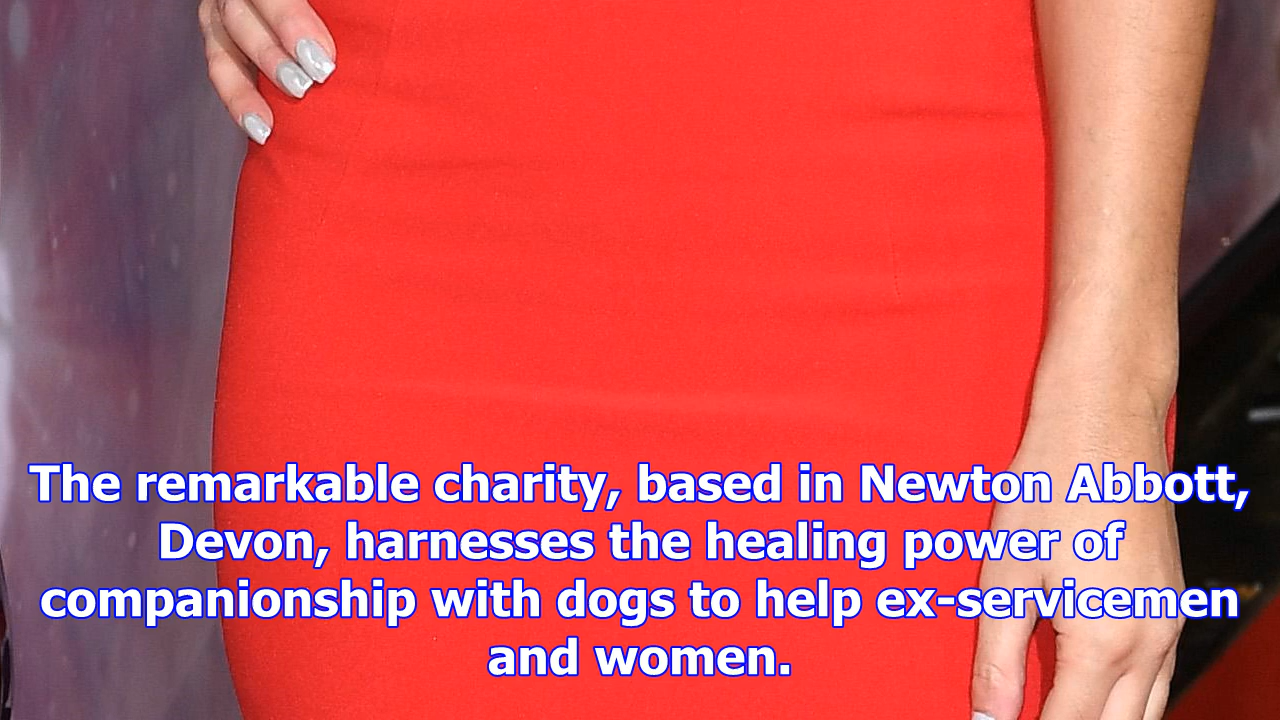 The remarkable charity, based in Newton Abbott,
Devon, harnesses the healing power of
companionship with dogs to help ex-servicemen
and women.